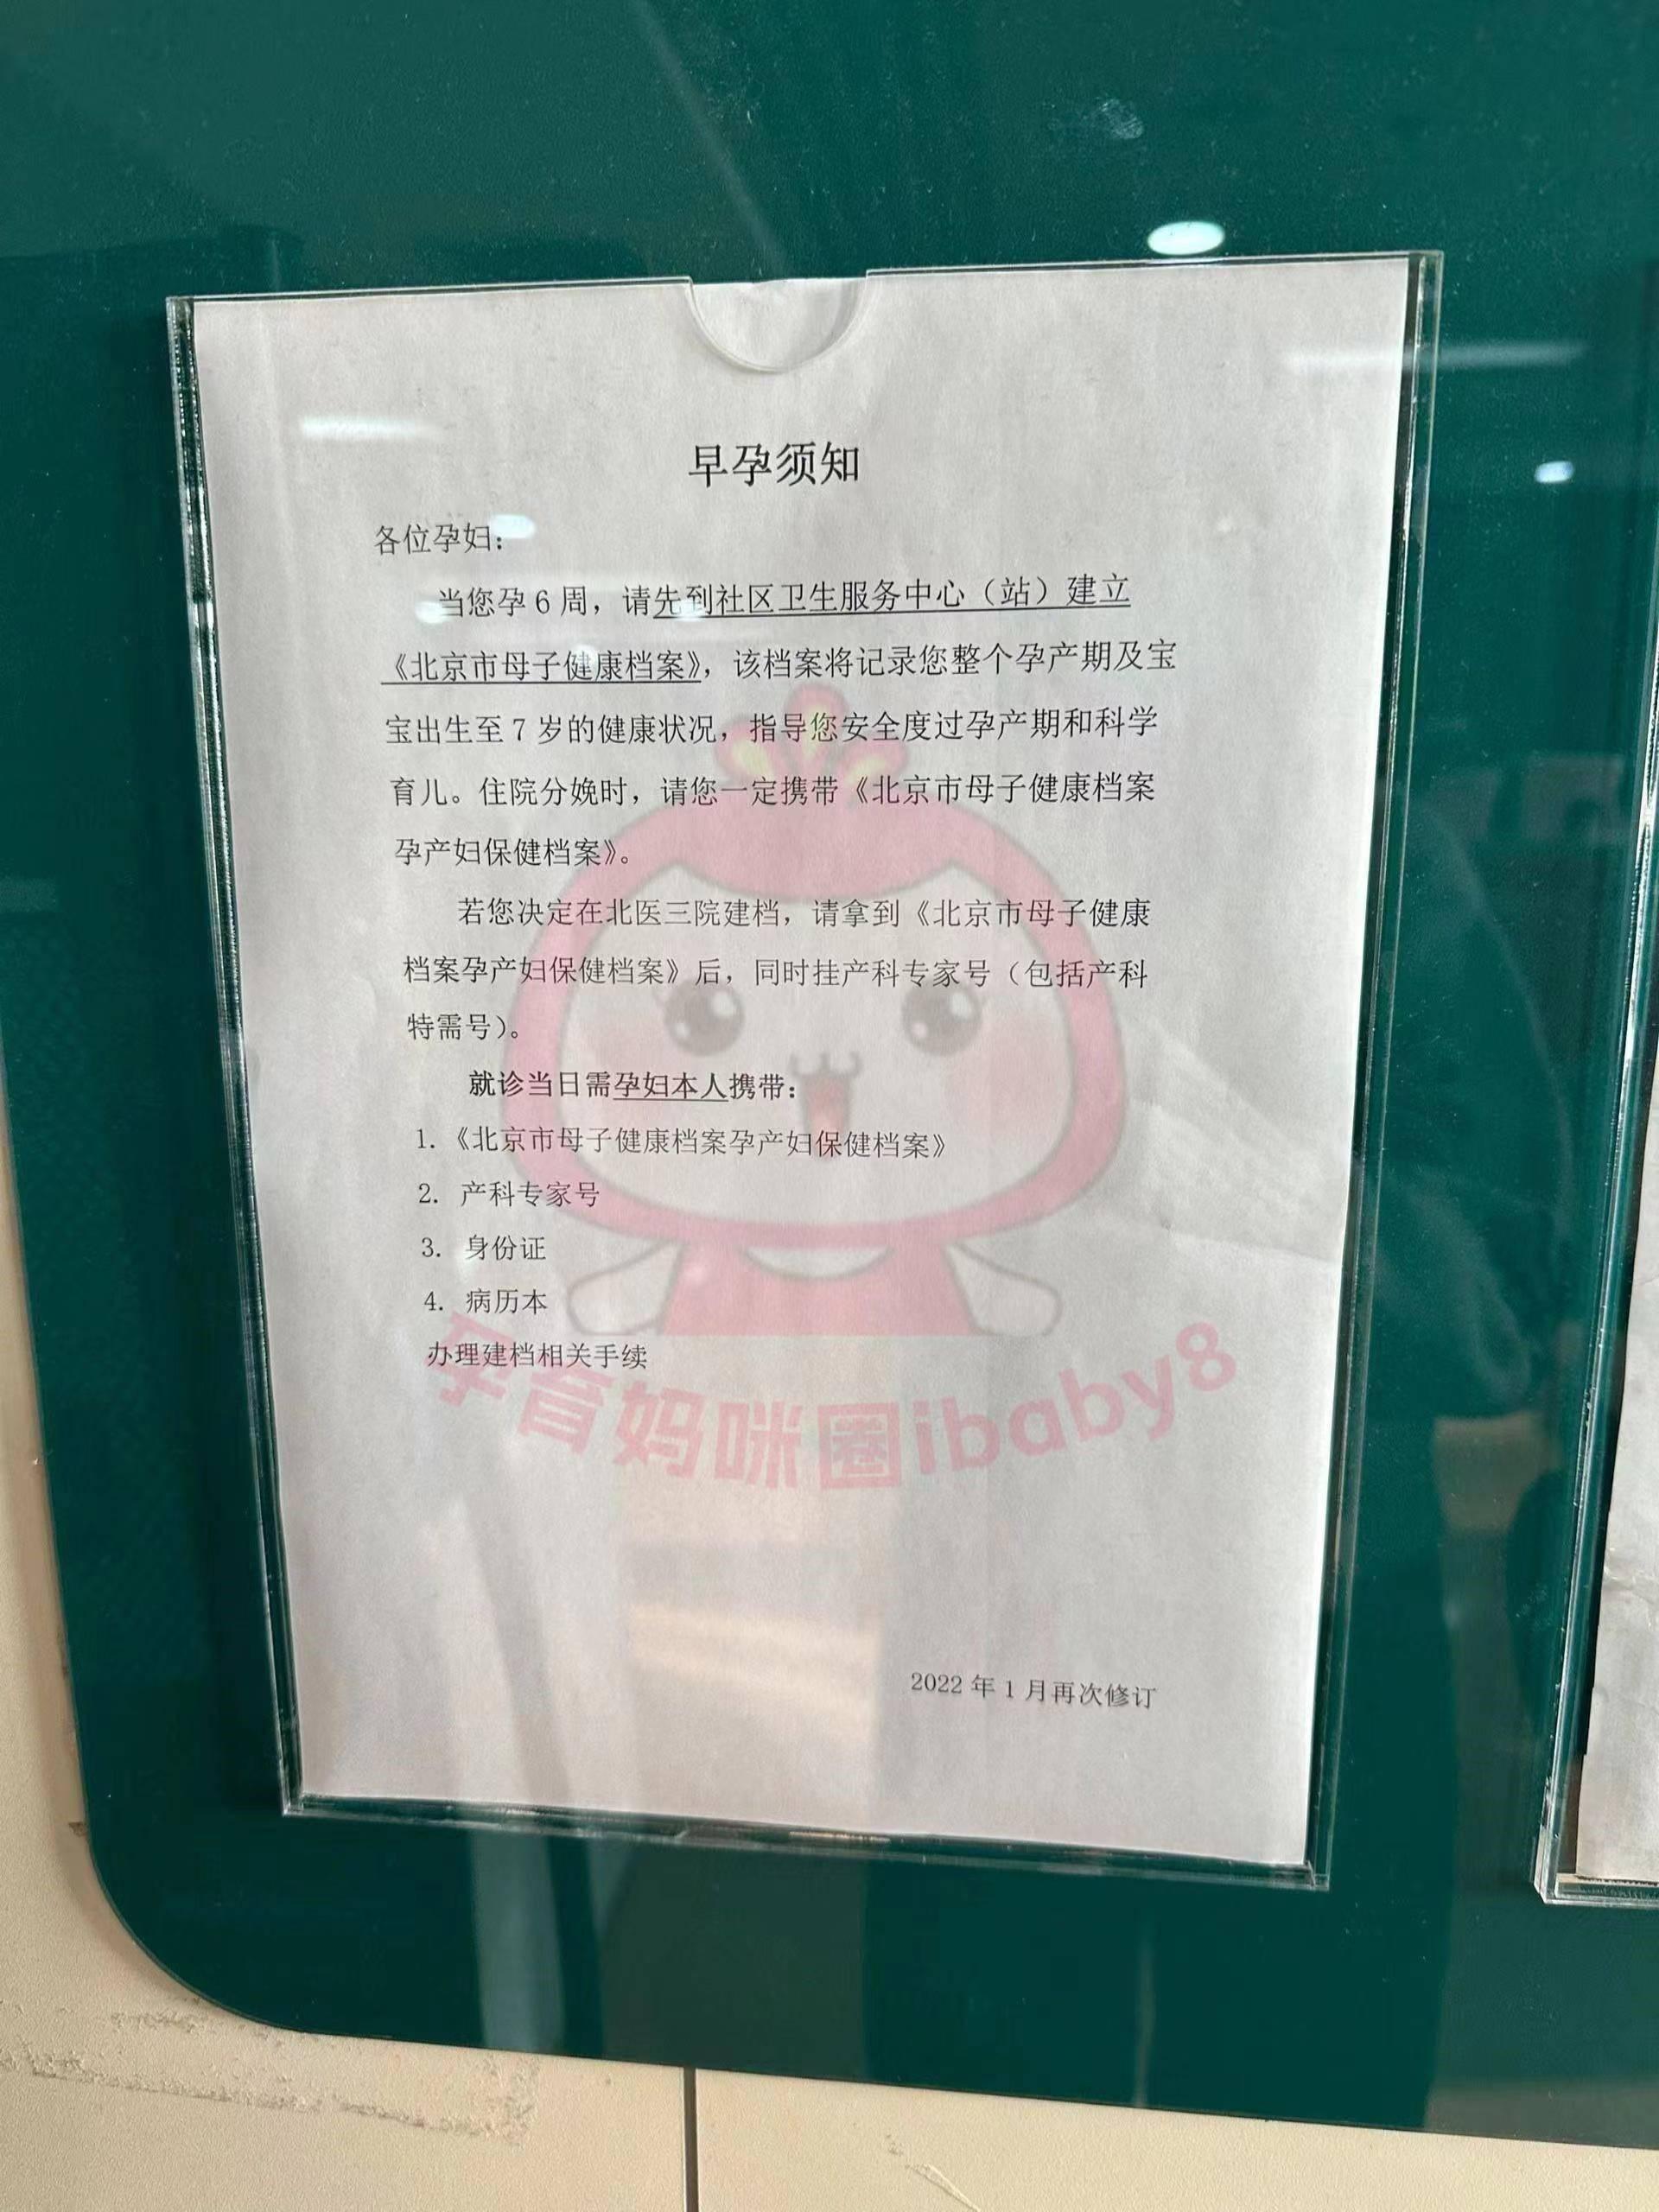 早孕须知
各位孕妇：
当您孕6周，请先到社区卫生服务中心（站）建立
《北京市母子健康档案》，该档案将记录您整个孕产期及宝
宝出生至7岁的健康状况，指导您安全度过孕产期和科学
育儿。住院分娩时，请您一定携带《北京市母子健康档案
孕产妇保健档案》。
若您决定在北医三院建档，请拿到《北京市母子健康
档案孕产妇保健档案》后，同时挂产科专家号（包括产科
特需号）。
就诊当日需孕妇本人携带：
1.《北京市母子健康档案孕产妇保健档案》
2. 产科专家号
3. 身份证
4. 病历本
办理建档相关手续
孕育妈咪圈ibaby8
2022年1月再次修订